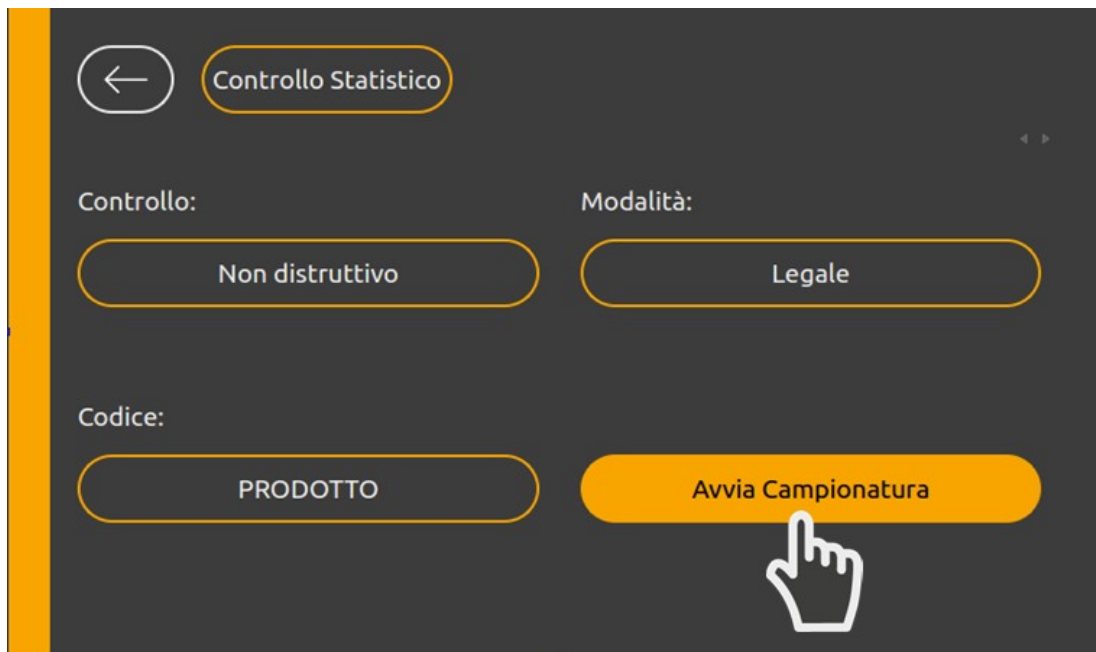 Controllo Statistico
Controllo:
Modalità:
Non distruttivo
Legale
Codice:
PRODOTTO
Avvia Campionatura